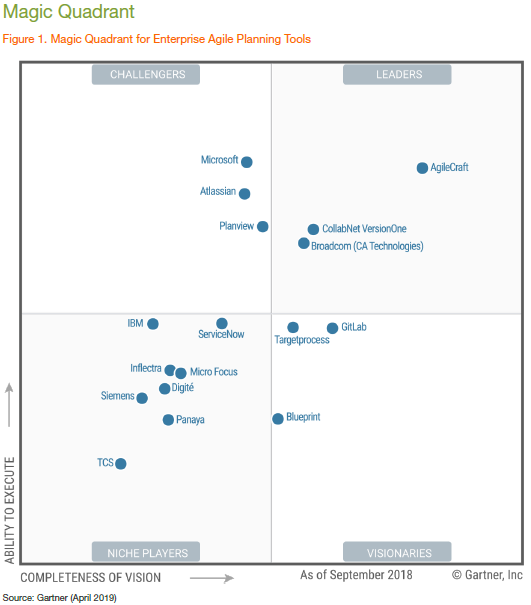 Magic Quadrant
Figure 1. Magic Quadrant for Enterprise Agile Planning Tools
CHALLENGERS
LEADERS
Microsoft
AgileCraft
Atlassian
Planview
CollabNet VersionOne
Broadcom (CA Technologies)
IBM
ServiceNow
GitLab
Targetprocess
Inflectra
Micro Focus
Digité
Siemens
Blueprint
Panaya
TCS
ABILITY TO EXECUTE
NICHE PLAYERS
VISIONARIES
COMPLETENESS OF VISION
As of September 2018
© Gartner, Inc
Source: Gartner (April 2019)